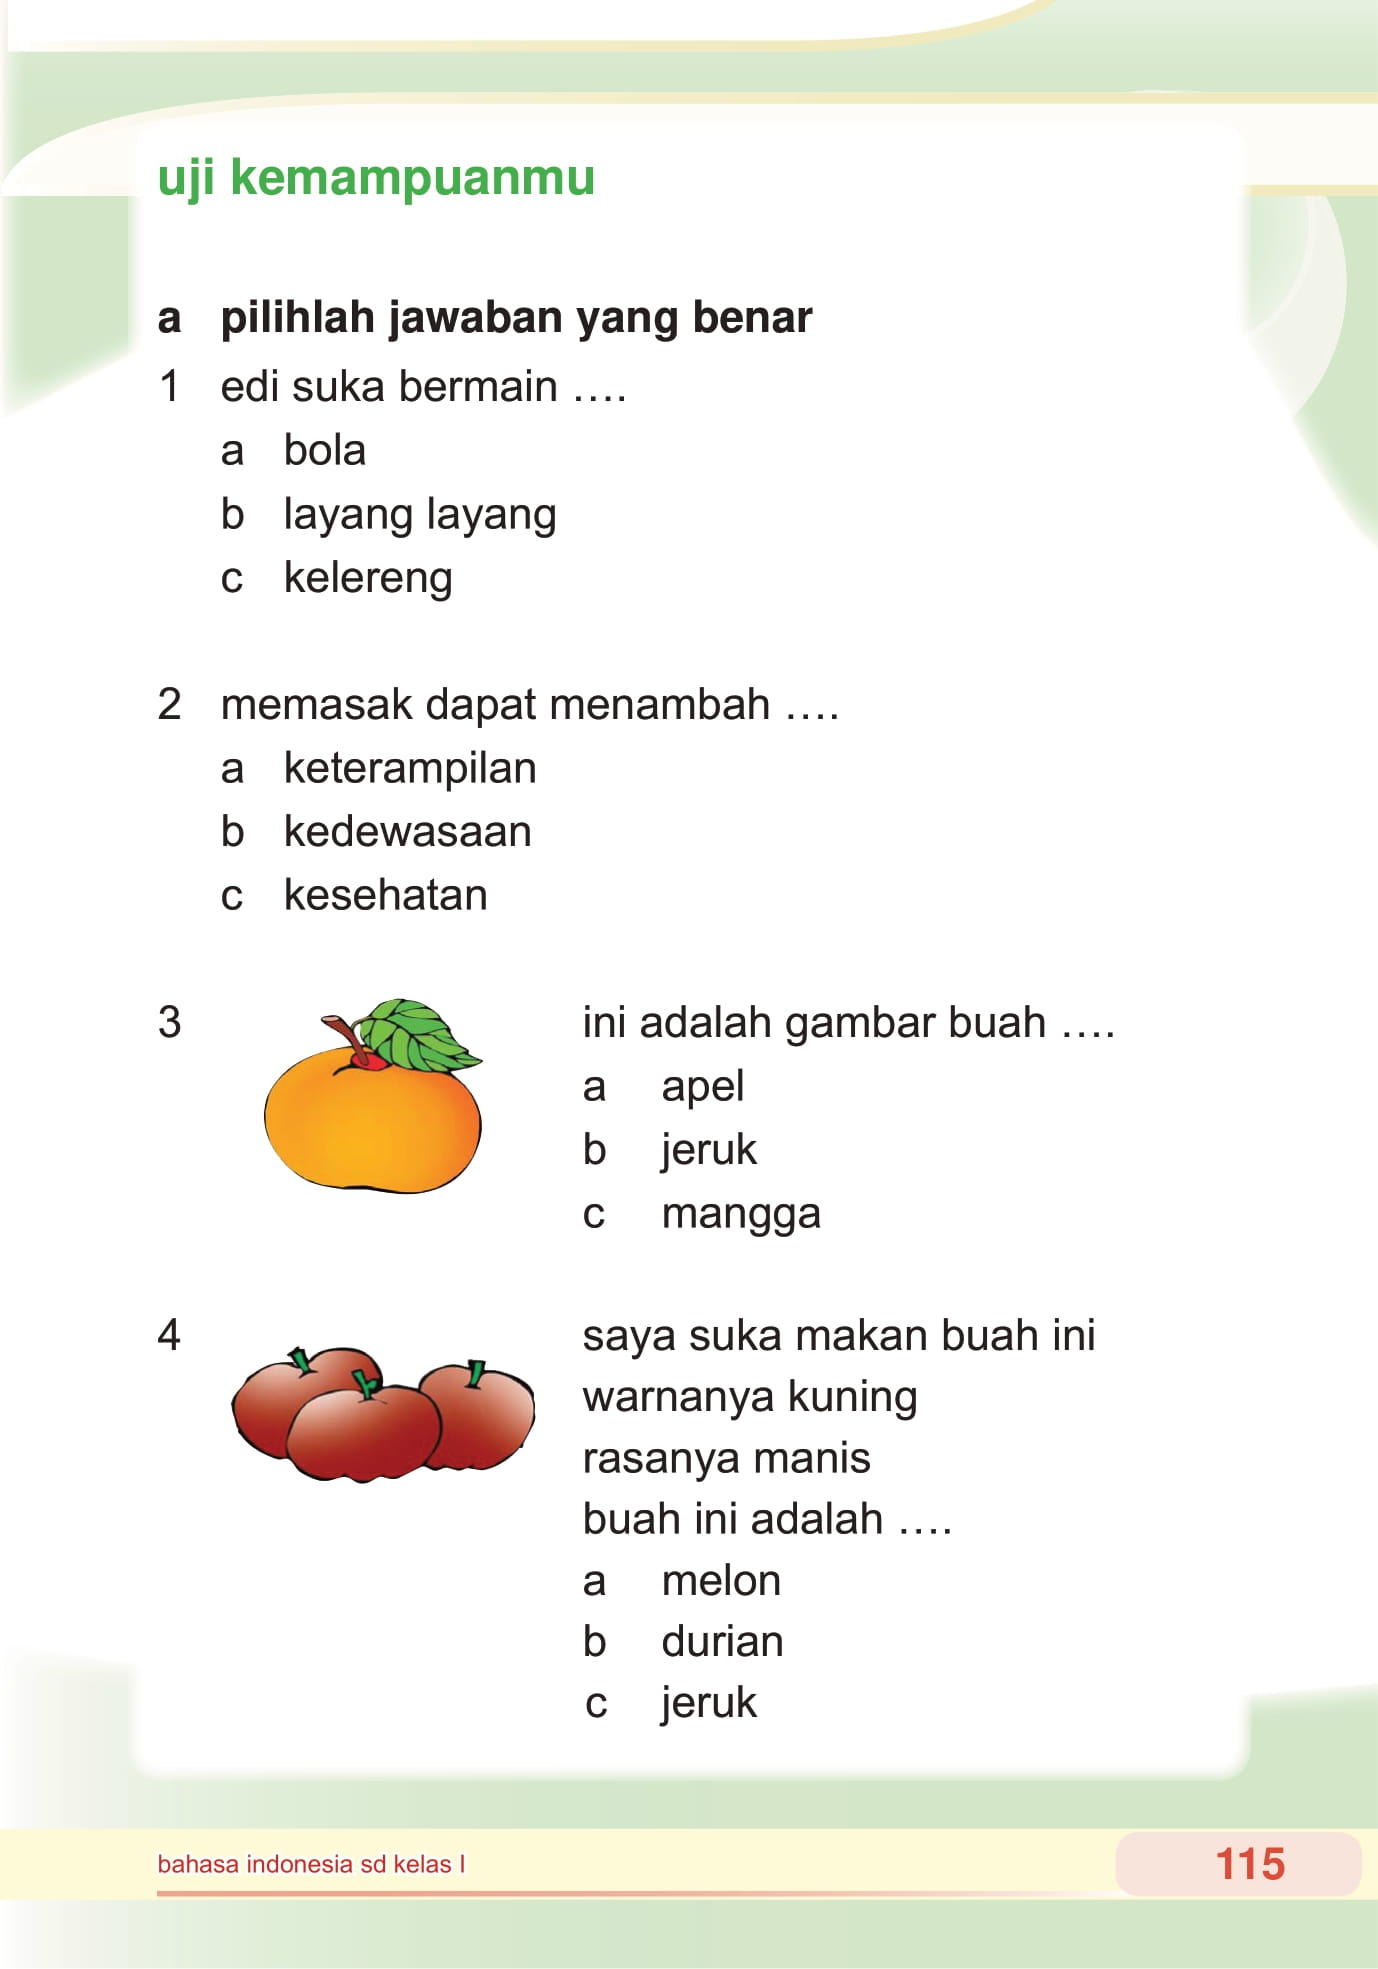 uji kemampuanmu
a pilihlah jawaban yang benar
1 edi suka bermain ....
a bola
b layang layang
c kelereng
2 memasak dapat menambah ....
a keterampilan
b kedewasaan
c kesehatan
3 ini adalah gambar buah ....
a apel
b jeruk
c mangga
4 saya suka makan buah ini
warnanya kuning
rasanya manis
buah ini adalah ....
a melon
b durian
c jeruk
bahasa indonesia sd kelas I
115